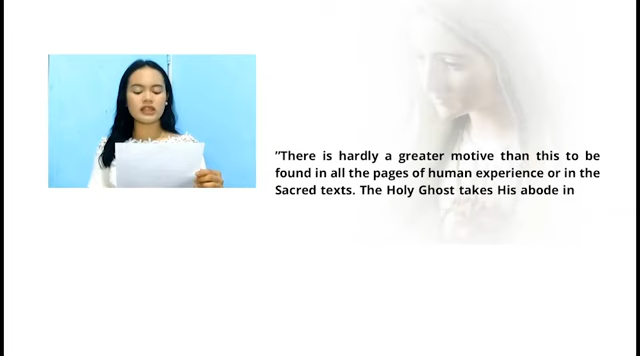 "There is hardly a greater motive than this to be
found in all the pages of human experience or in the
Sacred texts. The Holy Ghost takes His abode in